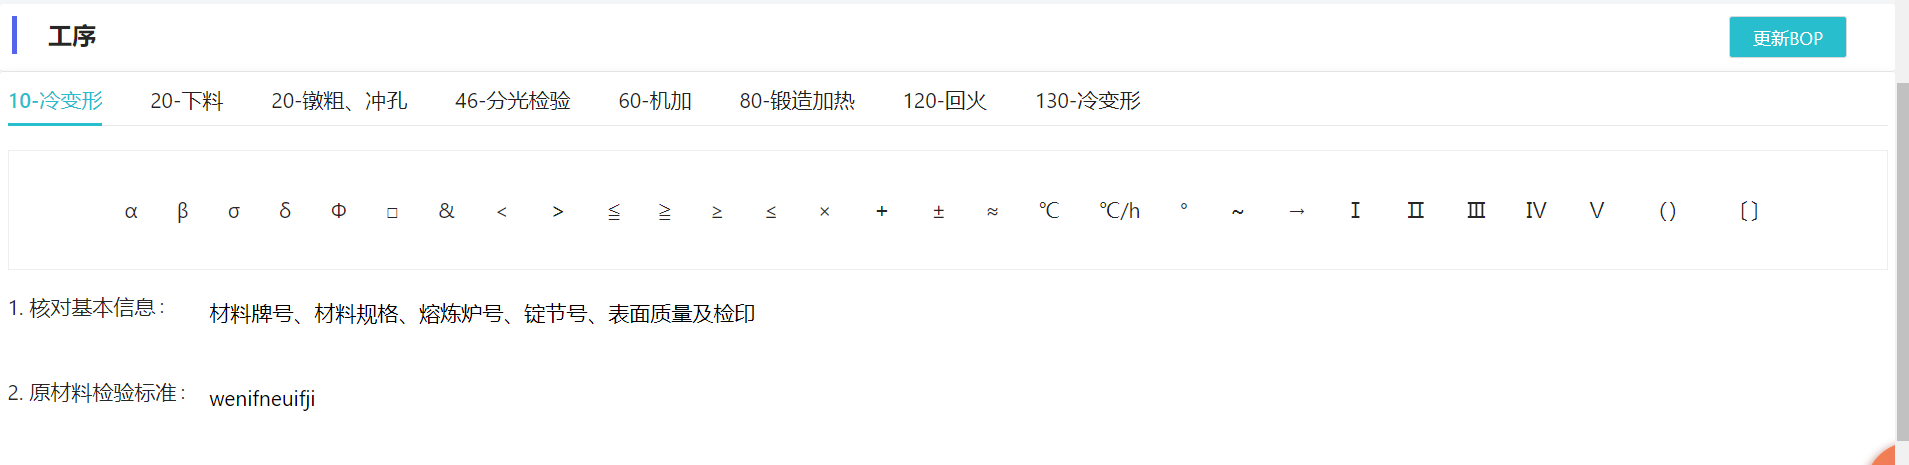 工序
更新BOP
10-冷变形 20-下料 20-镦粗、冲孔 46-分光检验 60-机加 80-锻造加热 120-回火 130-冷变形
α β σ δ Φ □ & < > ≦ ≧ ≥ ≤ × + ± ≈ ℃ ℃/h ° ~ → Ⅰ Ⅱ Ⅲ Ⅳ Ⅴ () 〔〕
1. 核对基本信息： 材料牌号、材料规格、熔炼炉号、锭节号、表面质量及检印
2. 原材料检验标准： wenifneuifji